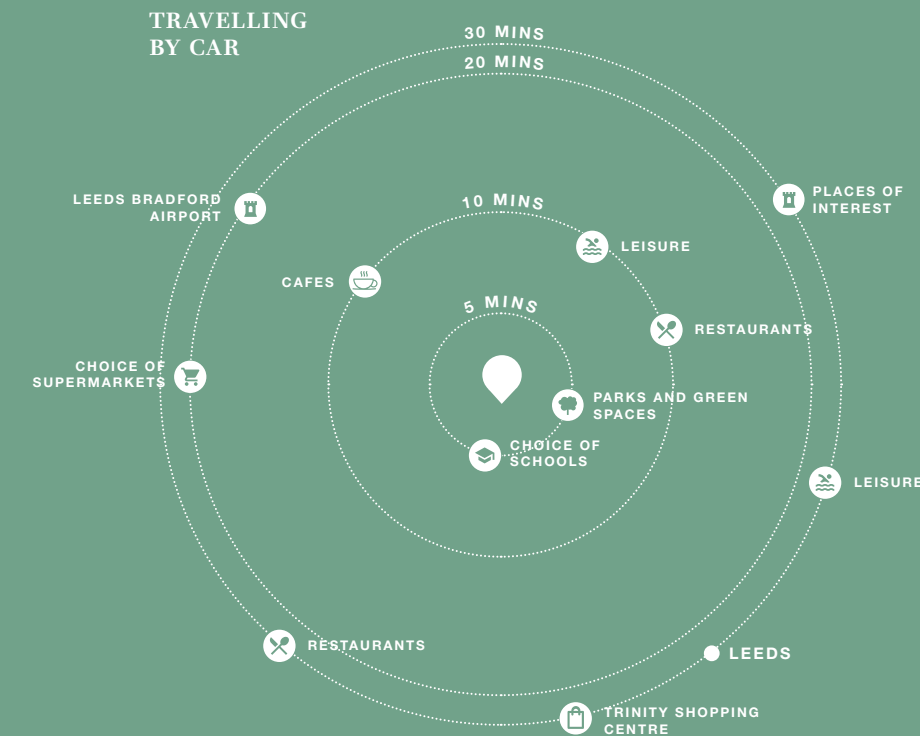 TRAVELLING
BY CAR
30 MINS
20 MINS
LEEDS BRADFORD
AIRPORT
PLACES OF
INTEREST
10 MINS
LEISURE
CAFES
5 MINS
RESTAURANTS
CHOICE OF
SUPERMARKETS
PARKS AND GREEN
SPACES
CHOICE OF
SCHOOLS
LEISURE
RESTAURANTS
LEEDS
TRINITY SHOPPING
CENTRE